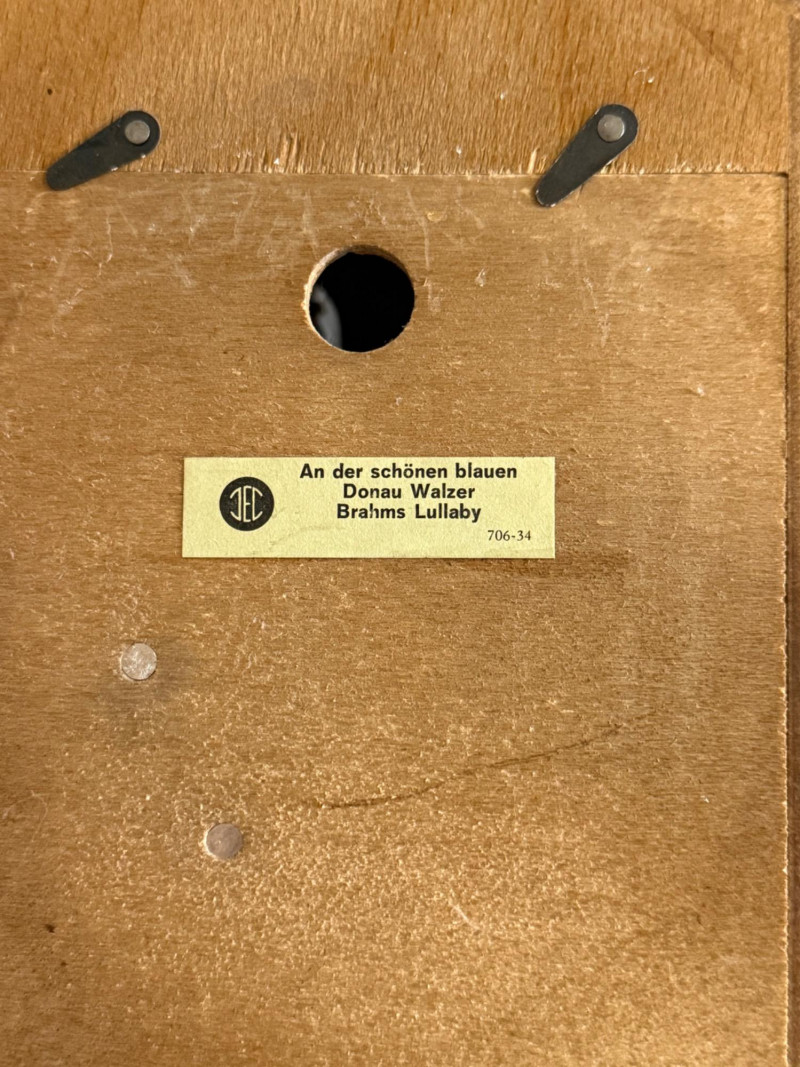 JEC
An der schönen blauen
Donau Walzer
Brahms Lullaby
706-34